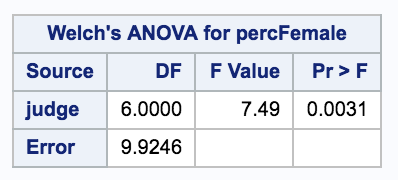 Welch's ANOVA for percFemale
Source DF F Value Pr > F
judge 6.0000 7.49 0.0031
Error 9.9246